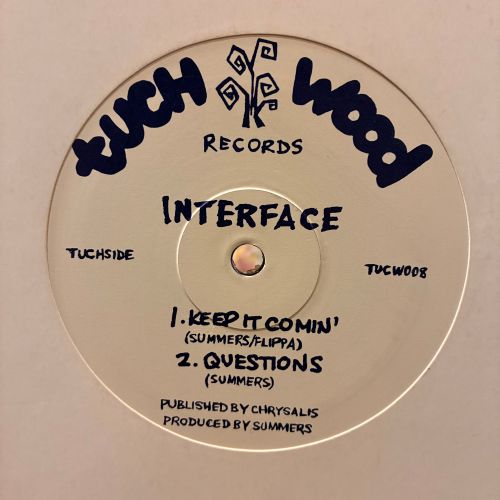 tUCH WOOD
RECORDS
INTERFACE
TUCHSIDE
TUCW008
1. KEEP IT COMIN'
(SUMMERS/FLIPPA)
2. QUESTIONS
(SUMMERS)
PUBLISHED BY CHRYSALIS
PRODUCED BY SUMMERS